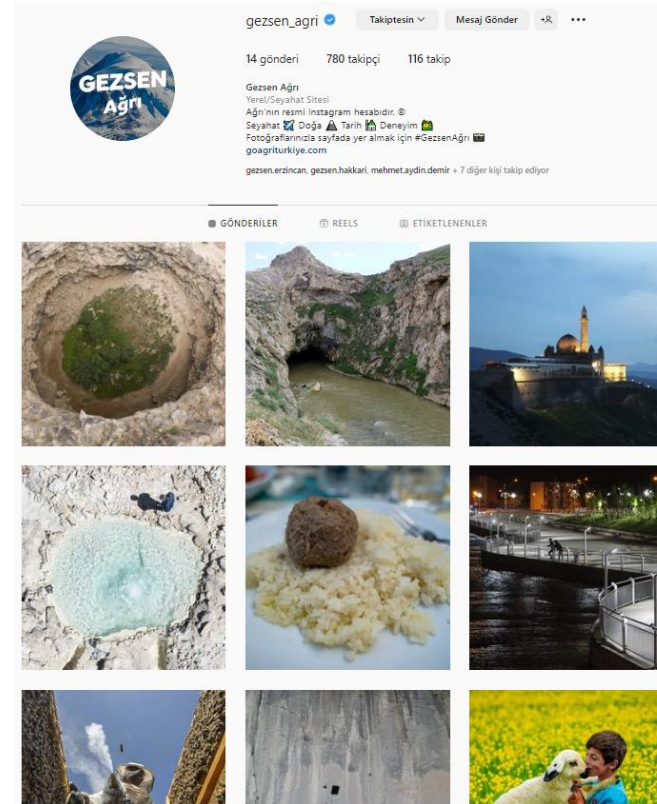 gezsen_agri Takiptesin Mesaj Gönder
14 gönderi 780 takipçi 116 takip
GEZSEN
Ağrı
Gezsen Ağrı
Yerel/Seyahat Sitesi
Ağrı'nın resmi Instagram hesabıdır. ©
Seyahat Doğa Tarih Deneyim
Fotoğraflarınızla sayfada yer almak için #GezsenAğrı
goagriturkiye.com
gezsen.erzincan, gezsen.hakkari, mehmet.aydin.demir + 7 diğer kişi takip ediyor
GÖNDERİLER REELS ETİKETLENENLER